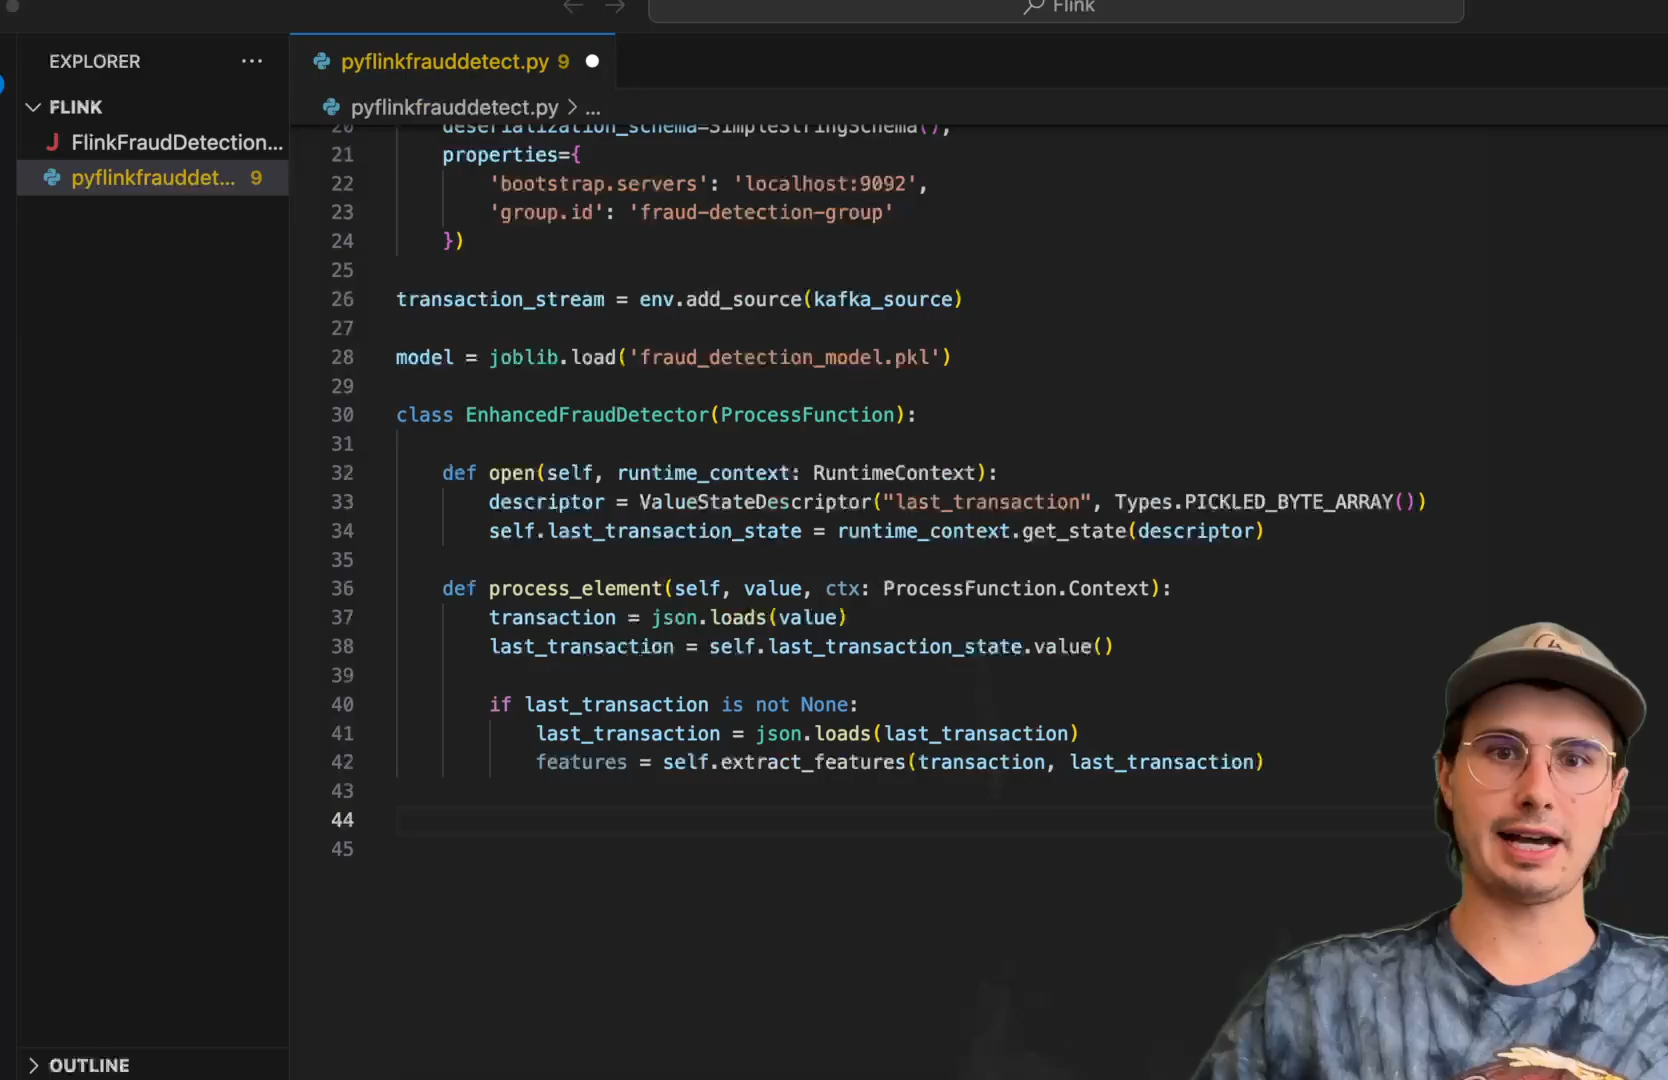 Flink
EXPLORER ...
FLINK
J FlinkFraudDetection...
pyflinkfrauddet... 9
OUTLINE
pyflinkfrauddetect.py 9
pyflinkfrauddetect.py > ...
20 deserialization_schema=SimpleStringSchema(),
21 properties={
22 'bootstrap.servers': 'localhost:9092',
23 'group.id': 'fraud-detection-group'
24 })
25
26 transaction_stream = env.add_source(kafka_source)
27
28 model = joblib.load('fraud_detection_model.pkl')
29
30 class EnhancedFraudDetector(ProcessFunction):
31
32 def open(self, runtime_context: RuntimeContext):
33 descriptor = ValueStateDescriptor("last_transaction", Types.PICKLED_BYTE_ARRAY())
34 self.last_transaction_state = runtime_context.get_state(descriptor)
35
36 def process_element(self, value, ctx: ProcessFunction.Context):
37 transaction = json.loads(value)
38 last_transaction = self.last_transaction_state.value()
39
40 if last_transaction is not None:
41 last_transaction = json.loads(last_transaction)
42 features = self.extract_features(transaction, last_transaction)
43
44
45